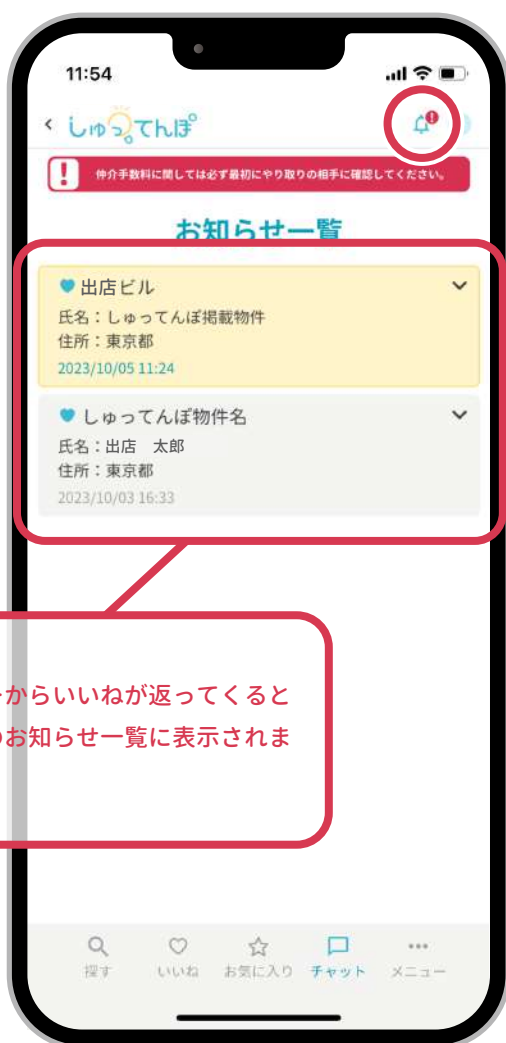 11:54
しゅってんぽ
仲介手数料に関しては必ず最初にやり取りの相手に確認してください。
お知らせ一覧
出店ビル
氏名：しゅってんぽ掲載物件
住所：東京都
2023/10/05 11:24
しゅってんぽ物件名
氏名：出店 太郎
住所：東京都
2023/10/03 16:33
からいいねが返ってくると
お知らせ一覧に表示されま
探す いいね お気に入り チャット メニュー